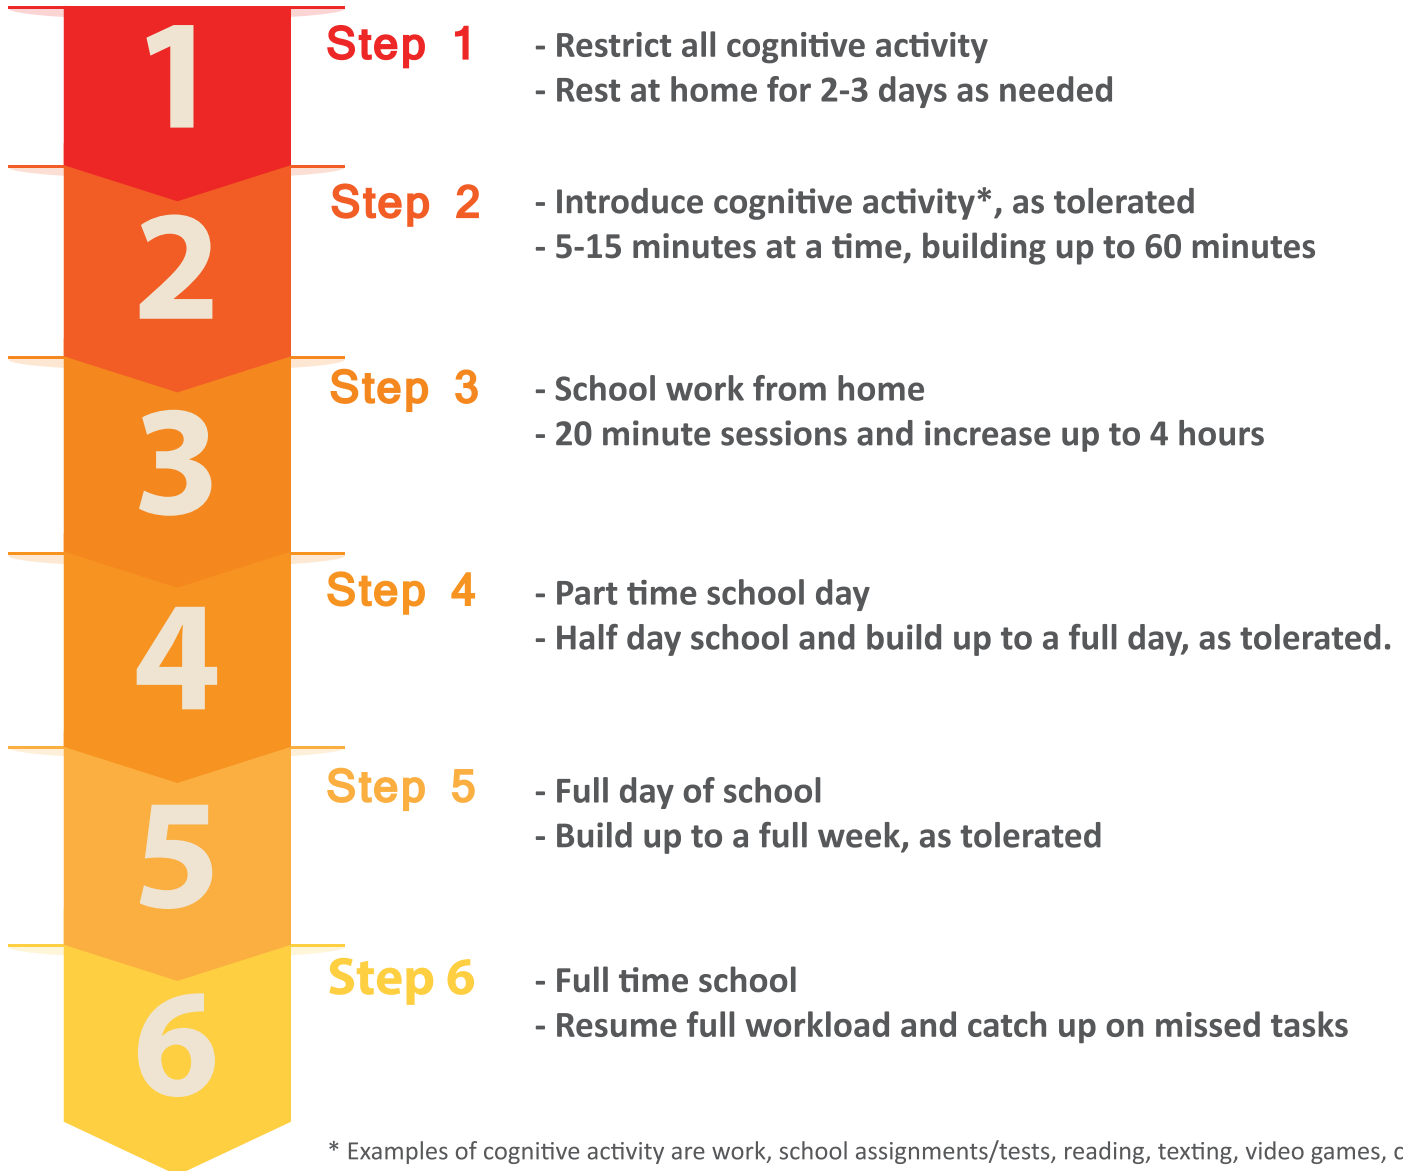 1
Step 1
- Restrict all cognitive activity
- Rest at home for 2-3 days as needed
2
Step 2
- Introduce cognitive activity*, as tolerated
- 5-15 minutes at a time, building up to 60 minutes
3
Step 3
- School work from home
- 20 minute sessions and increase up to 4 hours
4
Step 4
- Part time school day
- Half day school and build up to a full day, as tolerated.
5
Step 5
- Full day of school
- Build up to a full week, as tolerated
6
Step 6
- Full time school
- Resume full workload and catch up on missed tasks
* Examples of cognitive activity are work, school assignments/tests, reading, texting, video games,